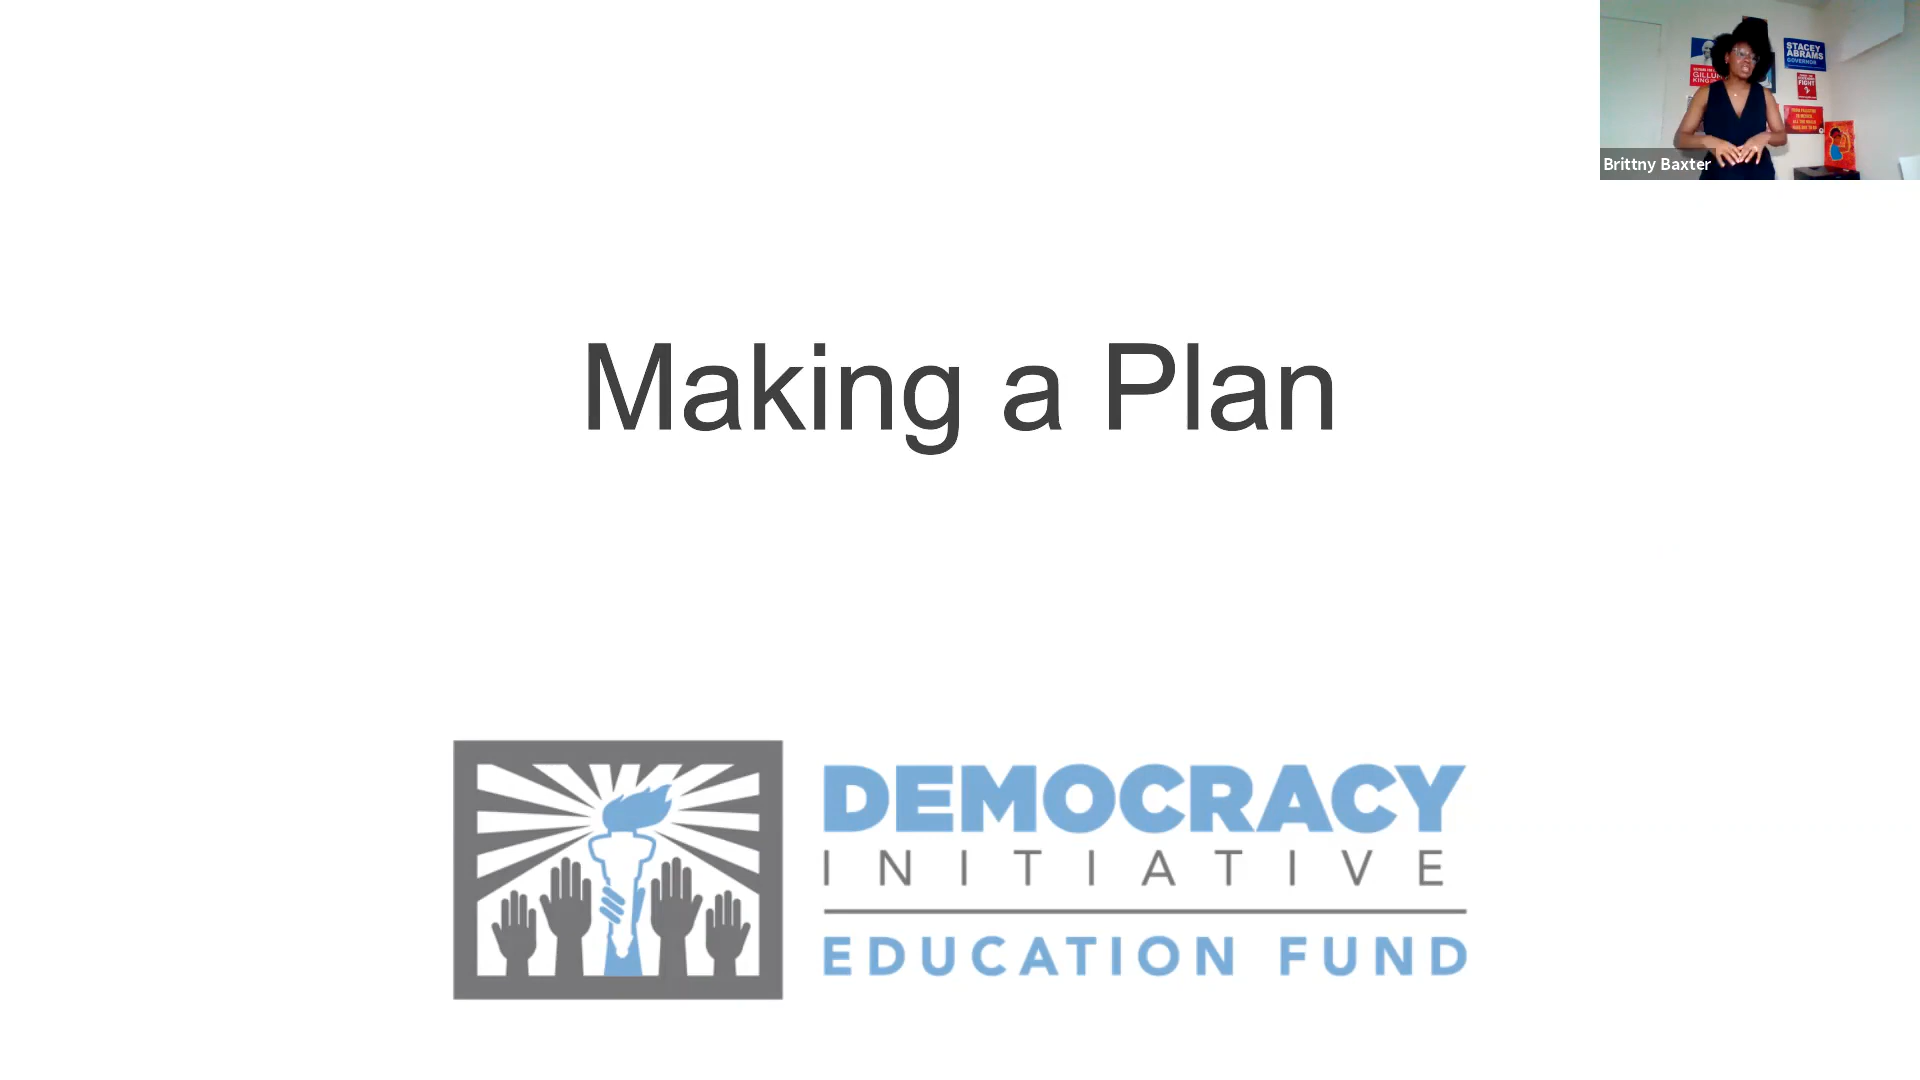 Making a Plan
DEMOCRACY
INITIATIVE
EDUCATION FUND
STACEY
ABRAMS
GOVERNOR
FIGHT
Brittny Baxter